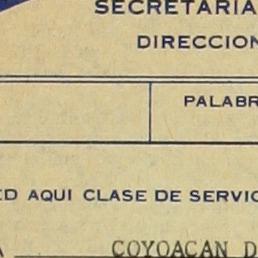 SECRETARIA
DIRECCION
PALABR
ED AQUI CLASE DE SERVIC
COYOACAN D